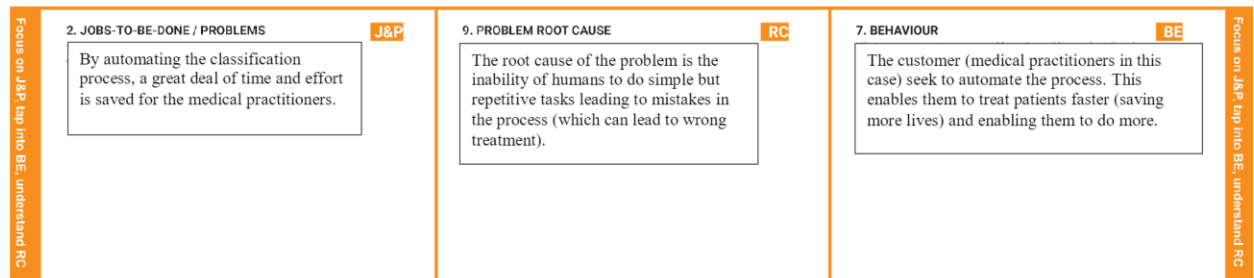 Focus on J&P, tap into BE, understand RC
2. JOBS-TO-BE-DONE / PROBLEMS
J&P
By automating the classification
process, a great deal of time and effort
is saved for the medical practitioners.
9. PROBLEM ROOT CAUSE
RC
The root cause of the problem is the
inability of humans to do simple but
repetitive tasks leading to mistakes in
the process (which can lead to wrong
treatment).
7. BEHAVIOUR
BE
The customer (medical practitioners in this
case) seek to automate the process. This
enables them to treat patients faster (saving
more lives) and enabling them to do more.
Focus on J&P, tap into BE, understand RC